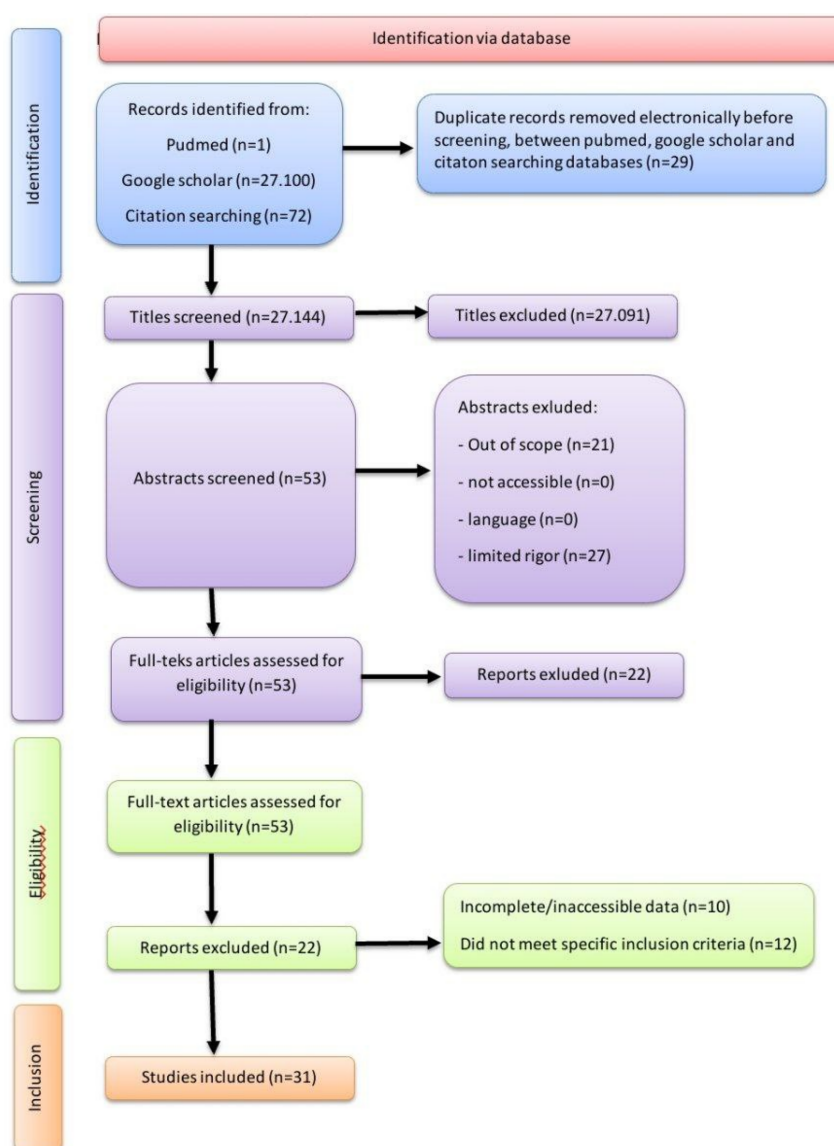 Identification via database
Identification
Records identified from:
Pudmed (n=1)
Google scholar (n=27.100)
Citation searching (n=72)
Duplicate records removed electronically before
screening, between pubmed, google scholar and
citaton searching databases (n=29)
Screening
Titles screened (n=27.144)
Titles excluded (n=27.091)
Abstracts screened (n=53)
Abstracts exluded:
- Out of scope (n=21)
- not accessible (n=0)
- language (n=0)
- limited rigor (n=27)
Full-teks articles assessed for
eligibility (n=53)
Reports exluded (n=22)
Eligibility
Full-text articles assessed for
eligibility (n=53)
Reports excluded (n=22)
Incomplete/inaccessible data (n=10)
Did not meet specific inclusion criteria (n=12)
Inclusion
Studies included (n=31)